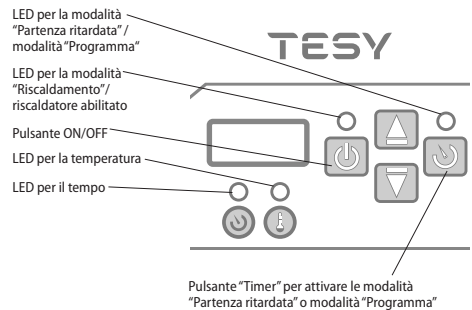 LED per la modalità
“Partenza ritardata” /
modalità “Programma”
TESY
LED per la modalità
“Riscaldamento”/
riscaldatore abilitato
Pulsante ON/OFF
LED per la temperatura
LED per il tempo
Pulsante “Timer” per attivare le modalità
“Partenza ritardata” o modalità “Programma”